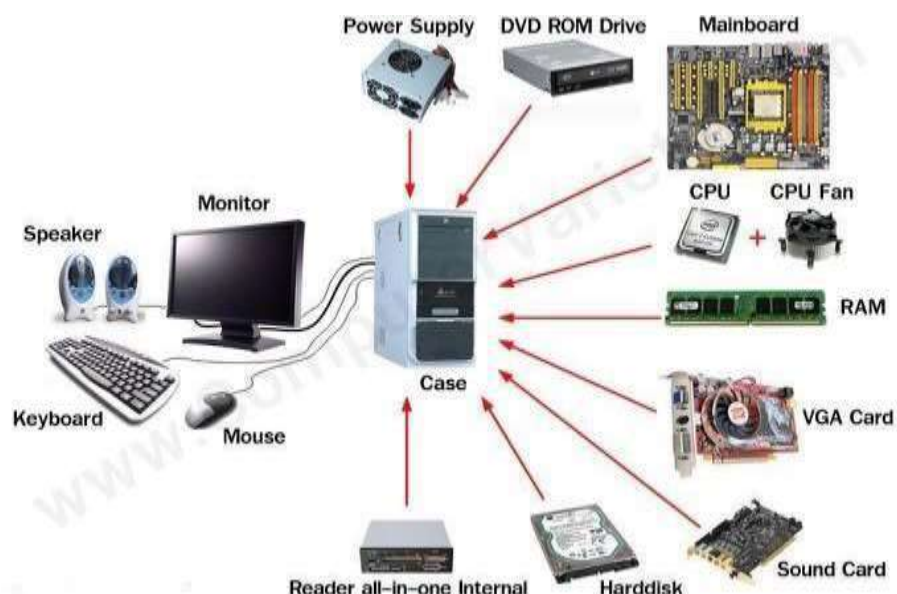 Power Supply
DVD ROM Drive
Mainboard
CPU
CPU Fan
+
Monitor
Speaker
RAM
Case
Keyboard
Mouse
VGA Card
Reader all-in-one Internal
Harddisk
Sound Card